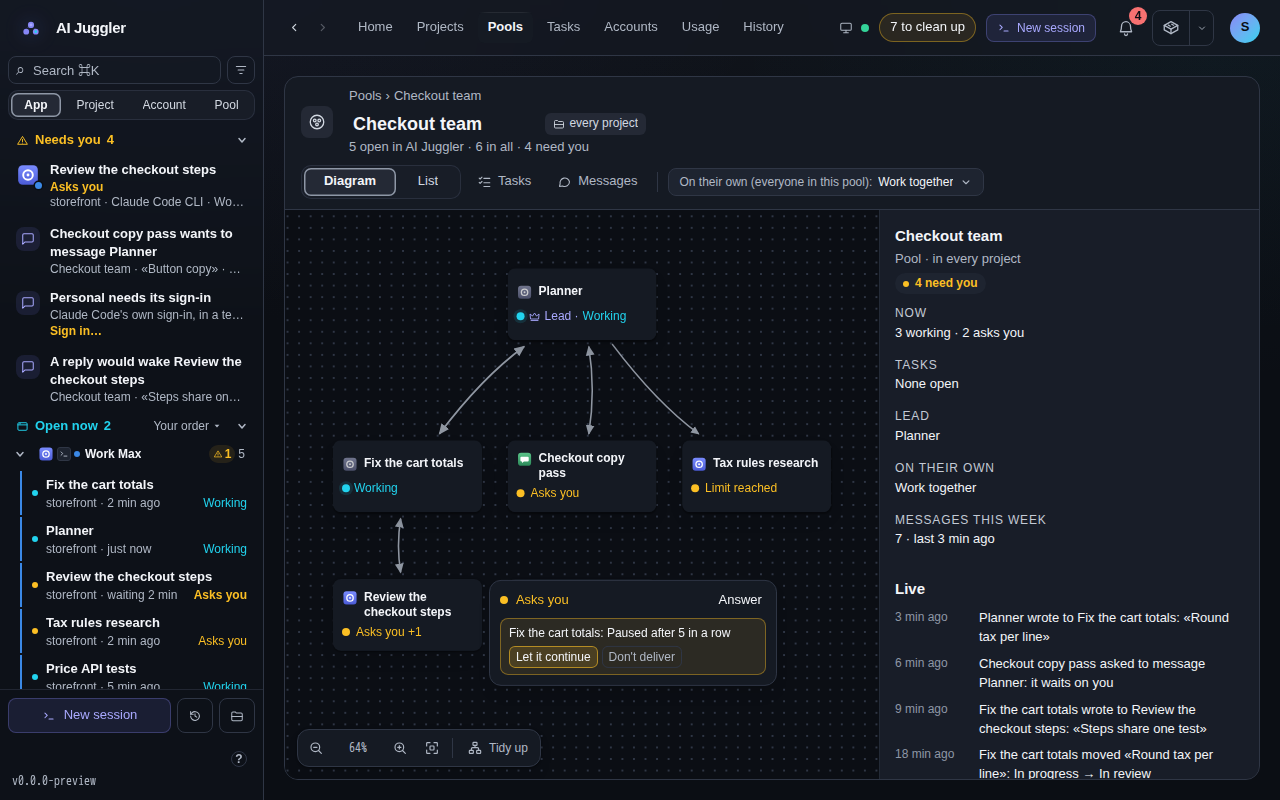 AI Juggler
Search ⌘K
App
Project
Account
Pool
Needs you 4
Review the checkout steps
Asks you
storefront · Claude Code CLI · Wo…
Checkout copy pass wants to
message Planner
Checkout team · «Button copy» · …
Personal needs its sign-in
Claude Code's own sign-in, in a te…
Sign in…
A reply would wake Review the
checkout steps
Checkout team · «Steps share on…
Open now 2
Your order
Work Max
1
5
Fix the cart totals
storefront · 2 min ago
Working
Planner
storefront · just now
Working
Review the checkout steps
storefront · waiting 2 min
Asks you
Tax rules research
storefront · 2 min ago
Asks you
Price API tests
storefront · 5 min ago
Working
New session
?
v0.0.0-preview
Home
Projects
Pools
Tasks
Accounts
Usage
History
7 to clean up
New session
4
S
Pools › Checkout team
Checkout team
every project
5 open in AI Juggler · 6 in all · 4 need you
Diagram
List
Tasks
Messages
On their own (everyone in this pool): Work together
Planner
Lead · Working
Fix the cart totals
Working
Checkout copy
pass
Asks you
Tax rules research
Limit reached
Review the
checkout steps
Asks you +1
Asks you
Answer
Fix the cart totals: Paused after 5 in a row
Let it continue
Don't deliver
64%
Tidy up
Checkout team
Pool · in every project
4 need you
NOW
3 working · 2 asks you
TASKS
None open
LEAD
Planner
ON THEIR OWN
Work together
MESSAGES THIS WEEK
7 · last 3 min ago
Live
3 min ago
Planner wrote to Fix the cart totals: «Round
tax per line»
6 min ago
Checkout copy pass asked to message
Planner: it waits on you
9 min ago
Fix the cart totals wrote to Review the
checkout steps: «Steps share one test»
18 min ago
Fix the cart totals moved «Round tax per
line»: In progress → In review